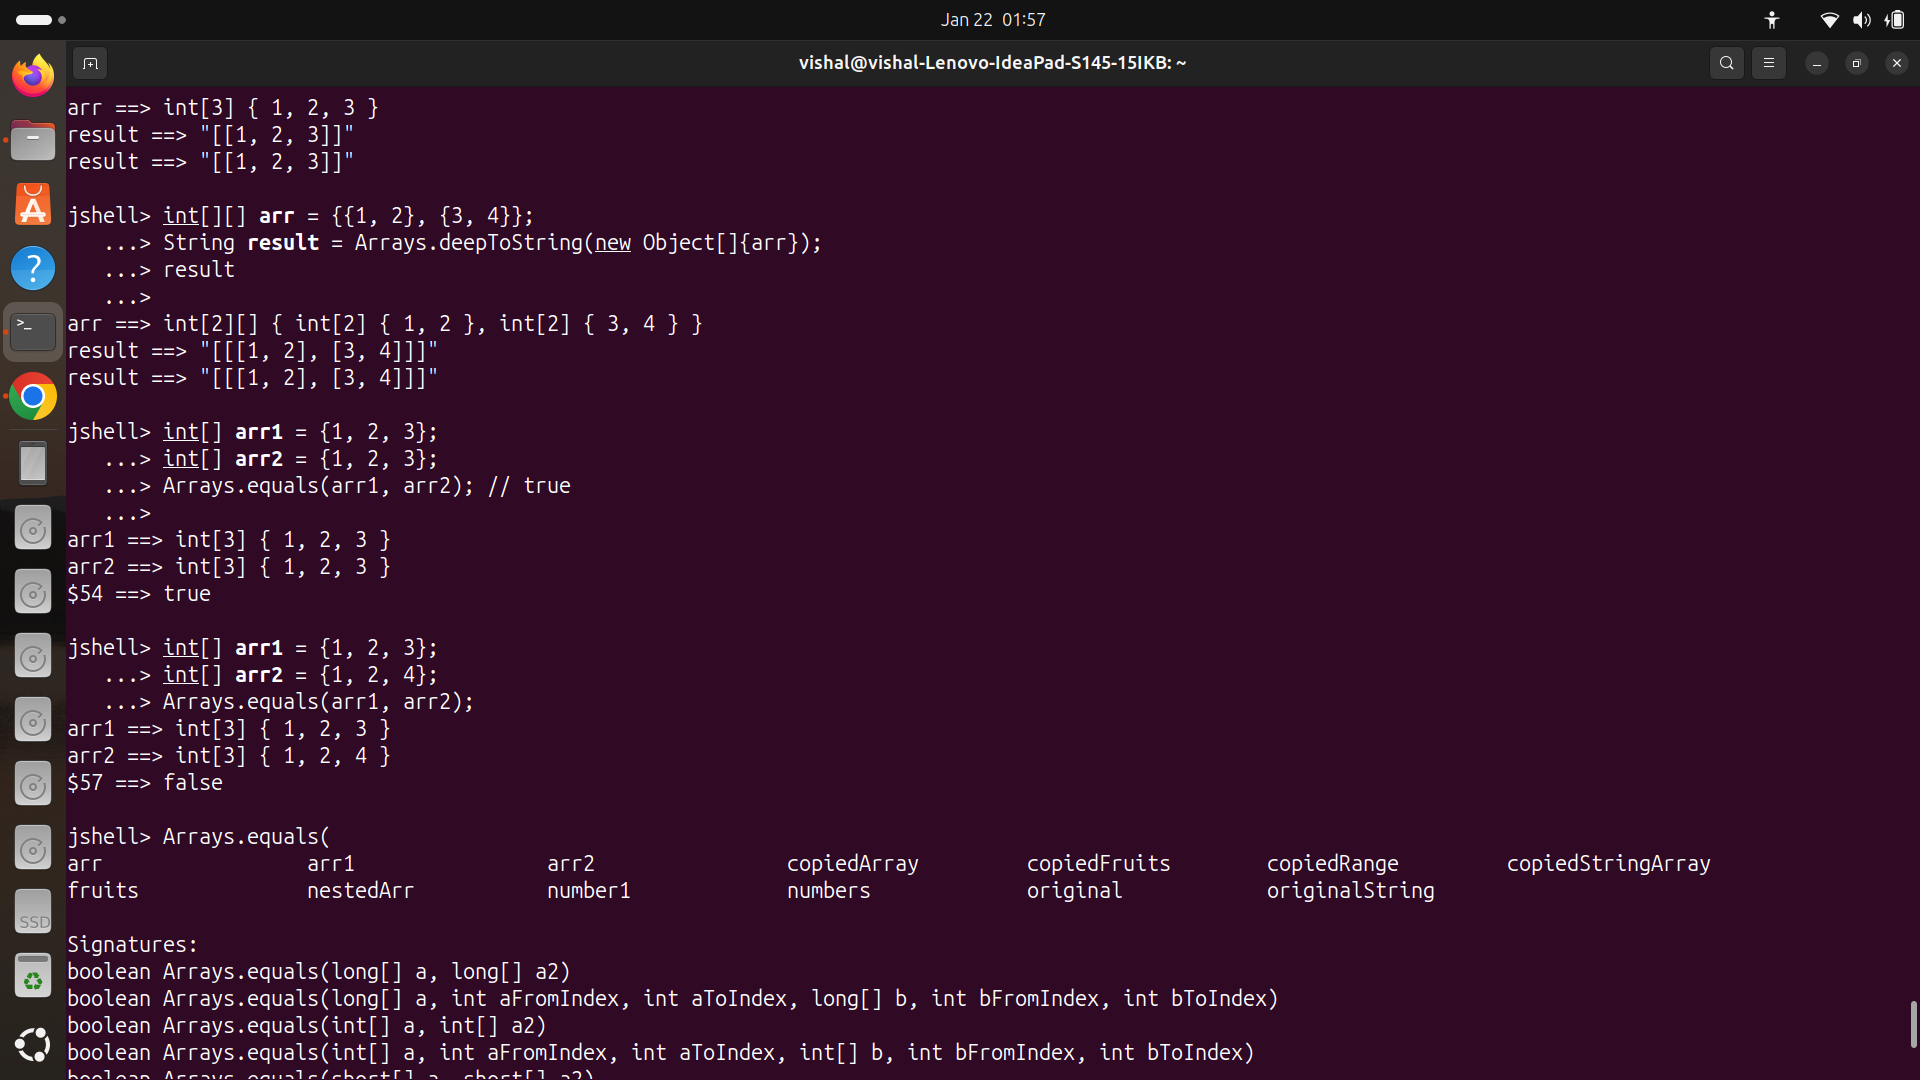 Jan 22 01:57
vishal@vishal-Lenovo-IdeaPad-S145-15IKB: ~
arr ==> int[3] { 1, 2, 3 }
result ==> "[[1, 2, 3]]"
result ==> "[[1, 2, 3]]"
jshell> int[][] arr = {{1, 2}, {3, 4}};
...> String result = Arrays.deepToString(new Object[]{arr});
...> result
...>
arr ==> int[2][] { int[2] { 1, 2 }, int[2] { 3, 4 } }
result ==> "[[[1, 2], [3, 4]]]"
result ==> "[[[1, 2], [3, 4]]]"
jshell> int[] arr1 = {1, 2, 3};
...> int[] arr2 = {1, 2, 3};
...> Arrays.equals(arr1, arr2); // true
...>
arr1 ==> int[3] { 1, 2, 3 }
arr2 ==> int[3] { 1, 2, 3 }
$54 ==> true
jshell> int[] arr1 = {1, 2, 3};
...> int[] arr2 = {1, 2, 4};
...> Arrays.equals(arr1, arr2);
arr1 ==> int[3] { 1, 2, 3 }
arr2 ==> int[3] { 1, 2, 4 }
$57 ==> false
jshell> Arrays.equals(
arr arr1 arr2 copiedArray copiedFruits copiedRange copiedStringArray
fruits nestedArr number1 numbers original originalString
Signatures:
boolean Arrays.equals(long[] a, long[] a2)
boolean Arrays.equals(long[] a, int aFromIndex, int aToIndex, long[] b, int bFromIndex, int bToIndex)
boolean Arrays.equals(int[] a, int[] a2)
boolean Arrays.equals(int[] a, int aFromIndex, int aToIndex, int[] b, int bFromIndex, int bToIndex)
boolean Arrays.equals(short[] a, short[] a2)
SSD